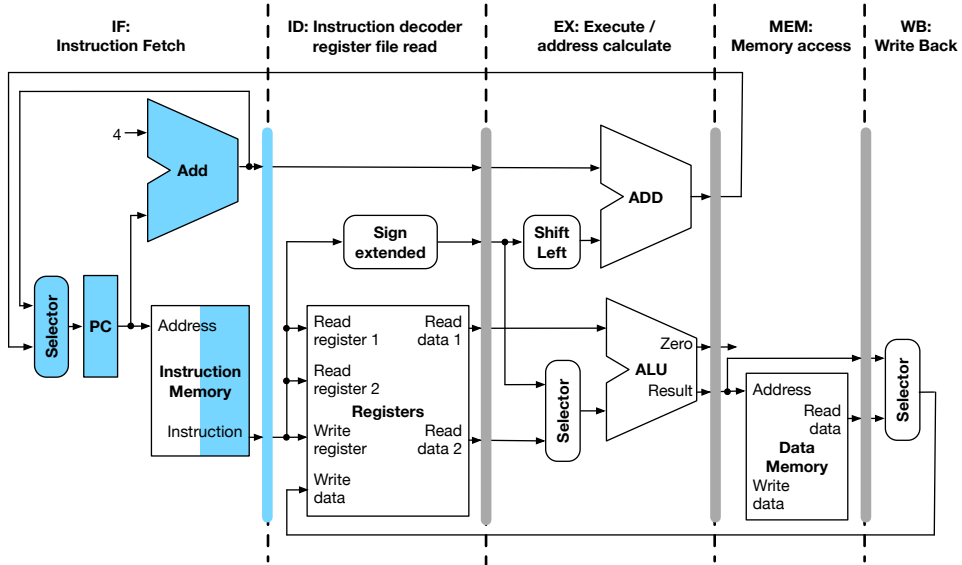 IF:
Instruction Fetch
ID: Instruction decoder
register file read
EX: Execute /
address calculate
MEM:
Memory access
WB:
Write Back
4
Add
ADD
Sign
extended
Shift
Left
Selector
PC
Address
Instruction
Memory
Instruction
Read
register 1
Read
data 1
Read
register 2
Registers
Write
register
Read
data 2
Write
data
Selector
Zero
ALU
Result
Address
Read
data
Data
Memory
Write
data
Selector